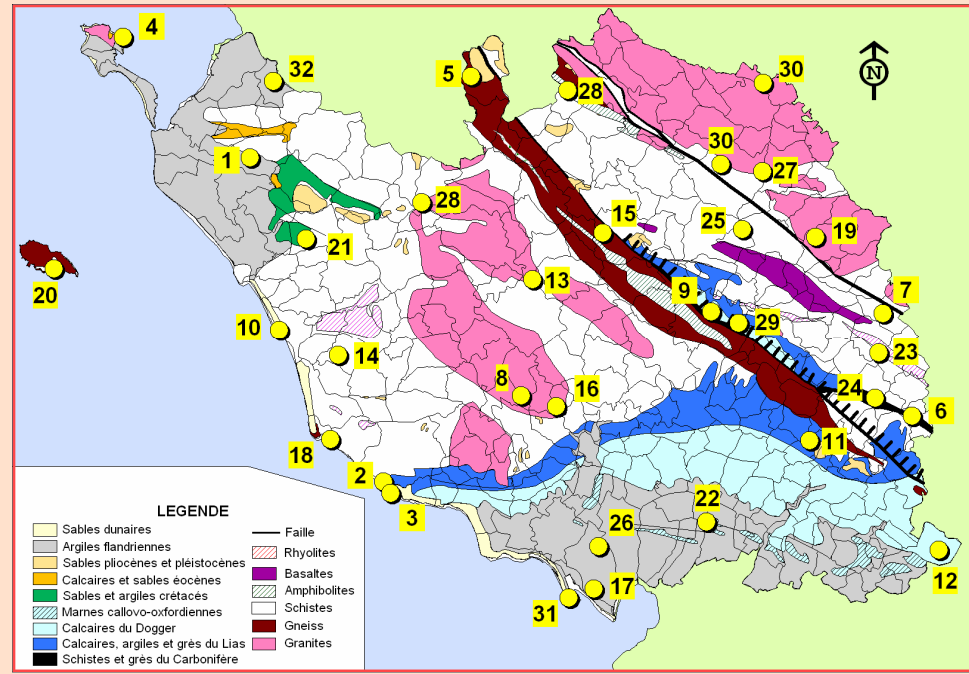 4
32
5
28
30
N
1
30
27
28
15
25
19
21
20
13
9
7
10
29
23
14
8
16
24
6
18
11
2
3
22
26
12
31
17
LEGENDE
Sables dunaires
Argiles flandriennes
Sables pliocènes et pléistocènes
Calcaires et sables éocènes
Sables et argiles crétacés
Marnes callovo-oxfordiennes
Calcaires du Dogger
Calcaires, argiles et grès du Lias
Schistes et grès du Carbonifère
Faille
Rhyolites
Basaltes
Amphibolites
Schistes
Gneiss
Granites